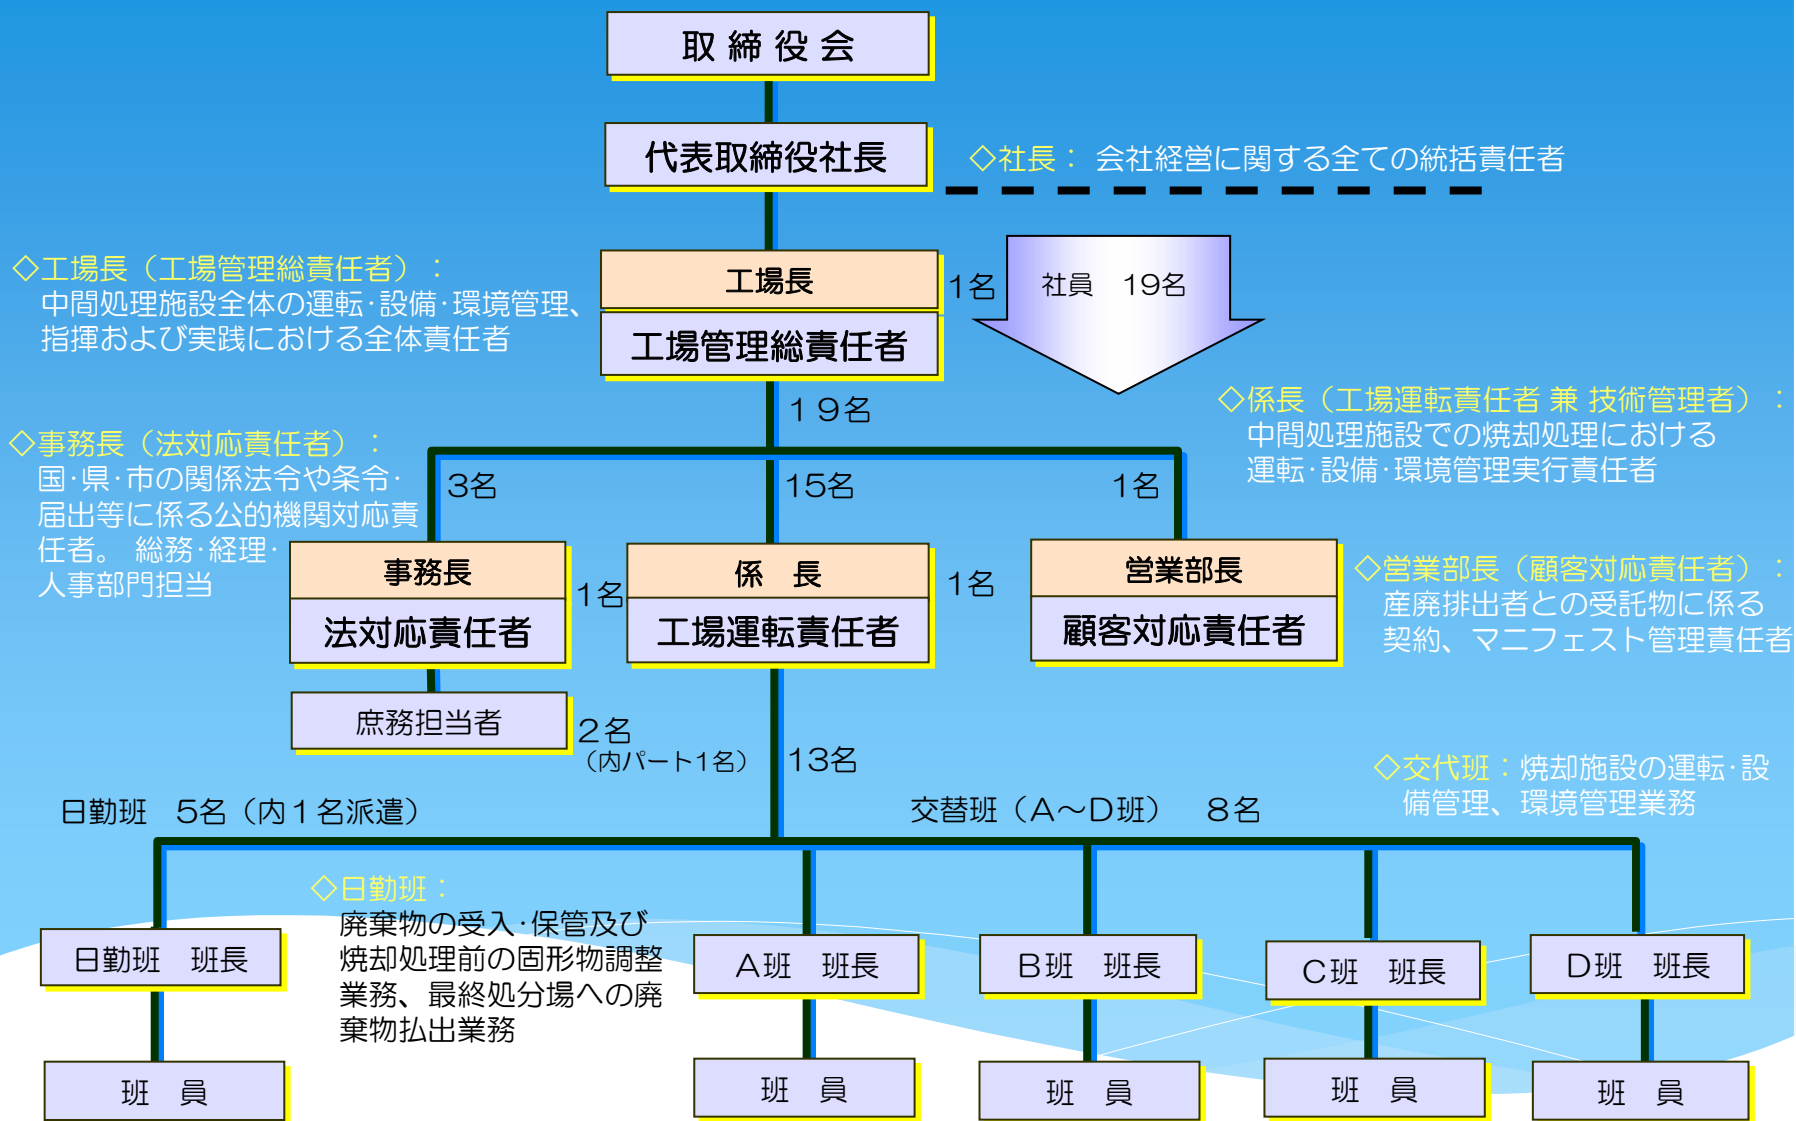 取 締 役 会
代表取締役社長
◇社長： 会社経営に関する全ての統括責任者
◇工場長（工場管理総責任者）：
中間処理施設全体の運転･設備･環境管理、
指揮および実践における全体責任者
工場長
1名
工場管理総責任者
社員　19名
19名
◇係長（工場運転責任者 兼 技術管理者）：
中間処理施設での焼却処理における
運転･設備･環境管理実行責任者
◇事務長（法対応責任者）：
国･県･市の関係法令や条令･
届出等に係る公的機関対応責
任者。 総務･経理･
人事部門担当
3名
15名
1名
事務長
1名
法対応責任者
係　長
1名
工場運転責任者
営業部長
顧客対応責任者
◇営業部長（顧客対応責任者）：
産廃排出者との受託物に係る
契約、マニフェスト管理責任者
庶務担当者
2名
（内パート1名）
13名
◇交代班：焼却施設の運転･設
備管理、環境管理業務
日勤班　5名（内１名派遣）
交替班（A～D班）　8名
◇日勤班：
廃棄物の受入･保管及び
焼却処理前の固形物調整
業務、最終処分場への廃
棄物払出業務
日勤班　班長
A班　班長
B班　班長
C班　班長
D班　班長
班　員
班　員
班　員
班　員
班　員